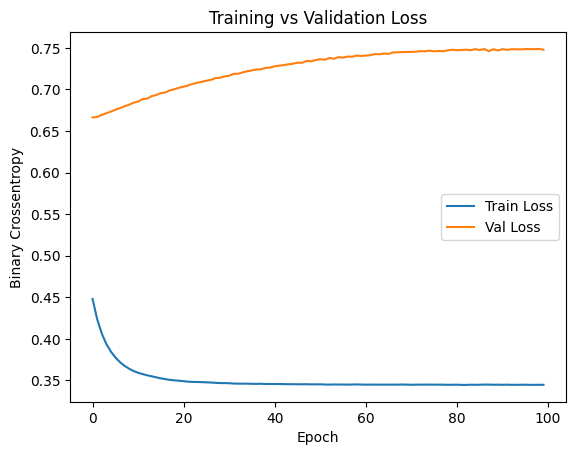 Training vs Validation Loss
0.75
0.70
0.65
0.60
0.55
0.50
0.45
0.40
0.35
Binary Crossentropy
Train Loss
Val Loss
0 20 40 60 80 100
Epoch